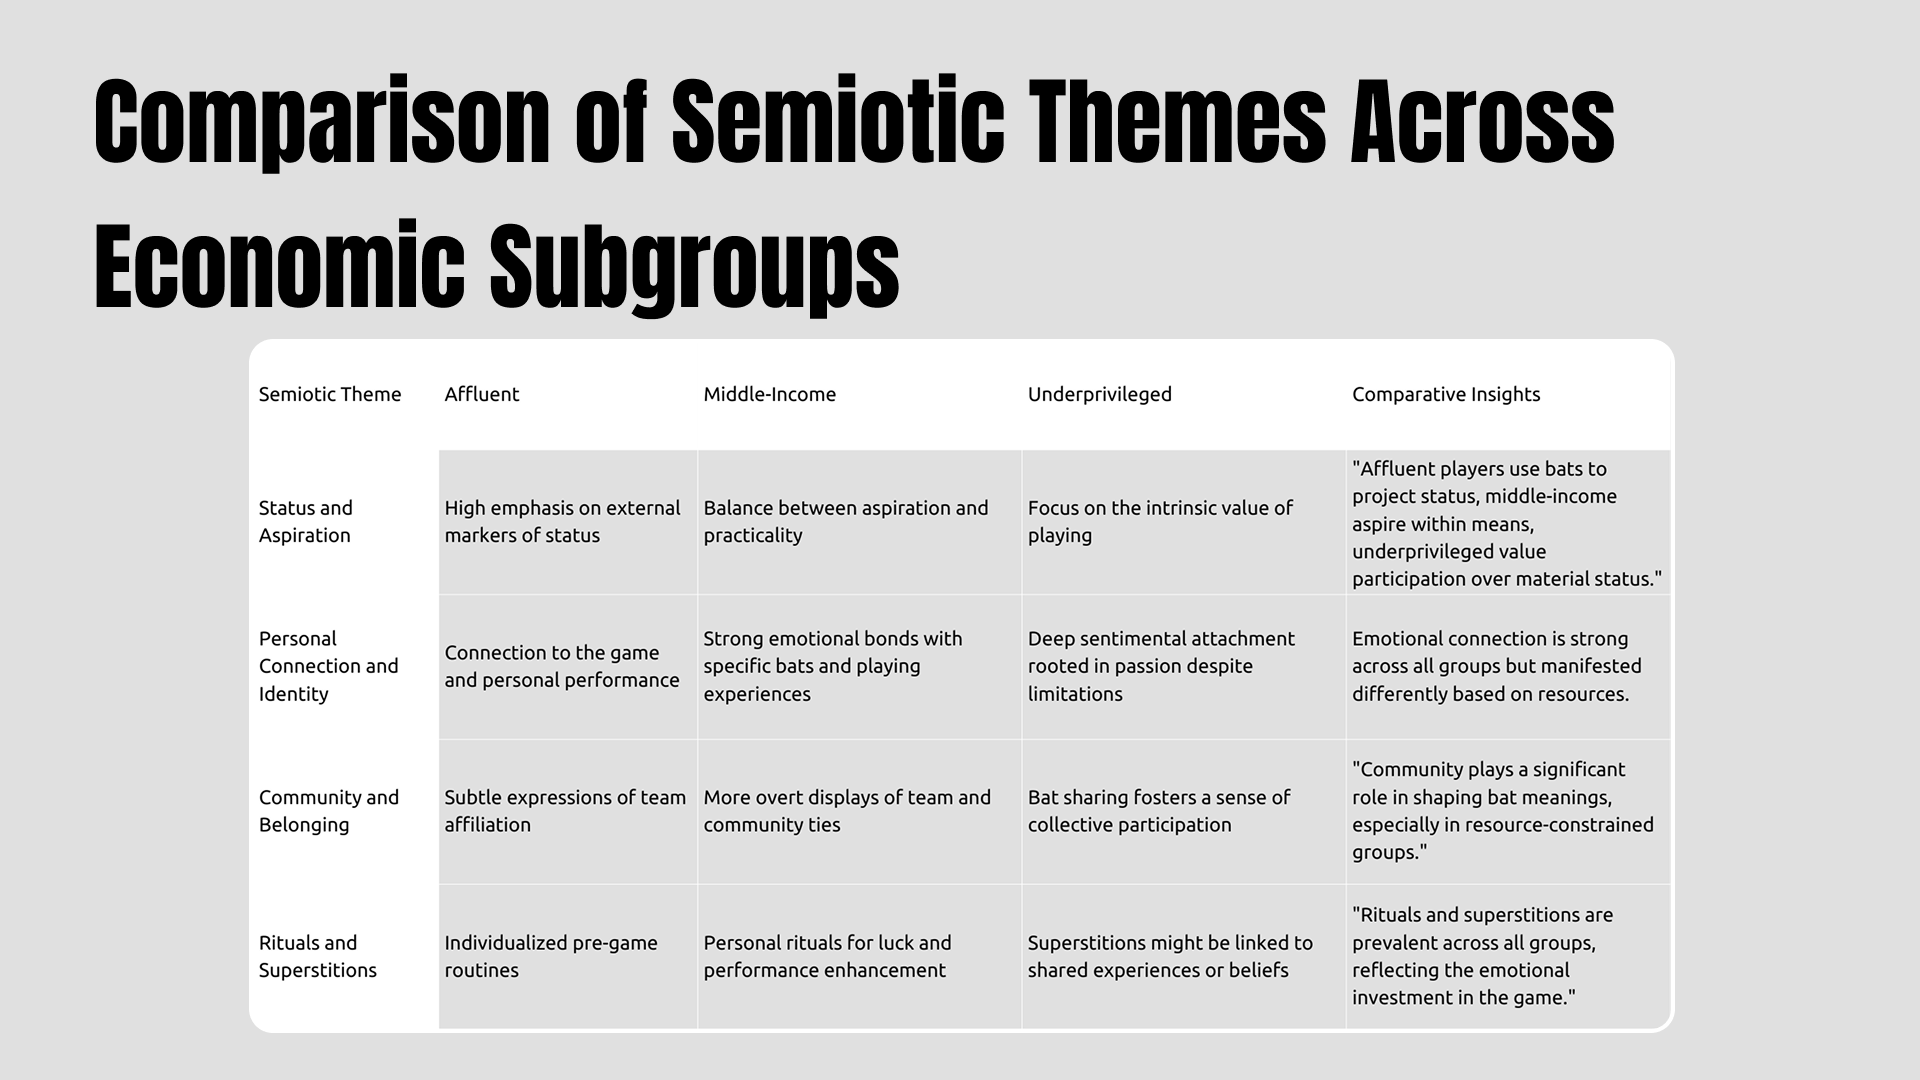 Comparison of Semiotic Themes Across
Economic Subgroups
Semiotic Theme
Affluent
Middle-Income
Underprivileged
Comparative Insights
Status and
Aspiration
High emphasis on external
markers of status
Balance between aspiration and
practicality
Focus on the intrinsic value of
playing
"Affluent players use bats to
project status, middle-income
aspire within means,
underprivileged value
participation over material status."
Personal
Connection and
Identity
Connection to the game
and personal performance
Strong emotional bonds with
specific bats and playing
experiences
Deep sentimental attachment
rooted in passion despite
limitations
Emotional connection is strong
across all groups but manifested
differently based on resources.
Community and
Belonging
Subtle expressions of team
affiliation
More overt displays of team and
community ties
Bat sharing fosters a sense of
collective participation
"Community plays a significant
role in shaping bat meanings,
especially in resource-constrained
groups."
Rituals and
Superstitions
Individualized pre-game
routines
Personal rituals for luck and
performance enhancement
Superstitions might be linked to
shared experiences or beliefs
"Rituals and superstitions are
prevalent across all groups,
reflecting the emotional
investment in the game."